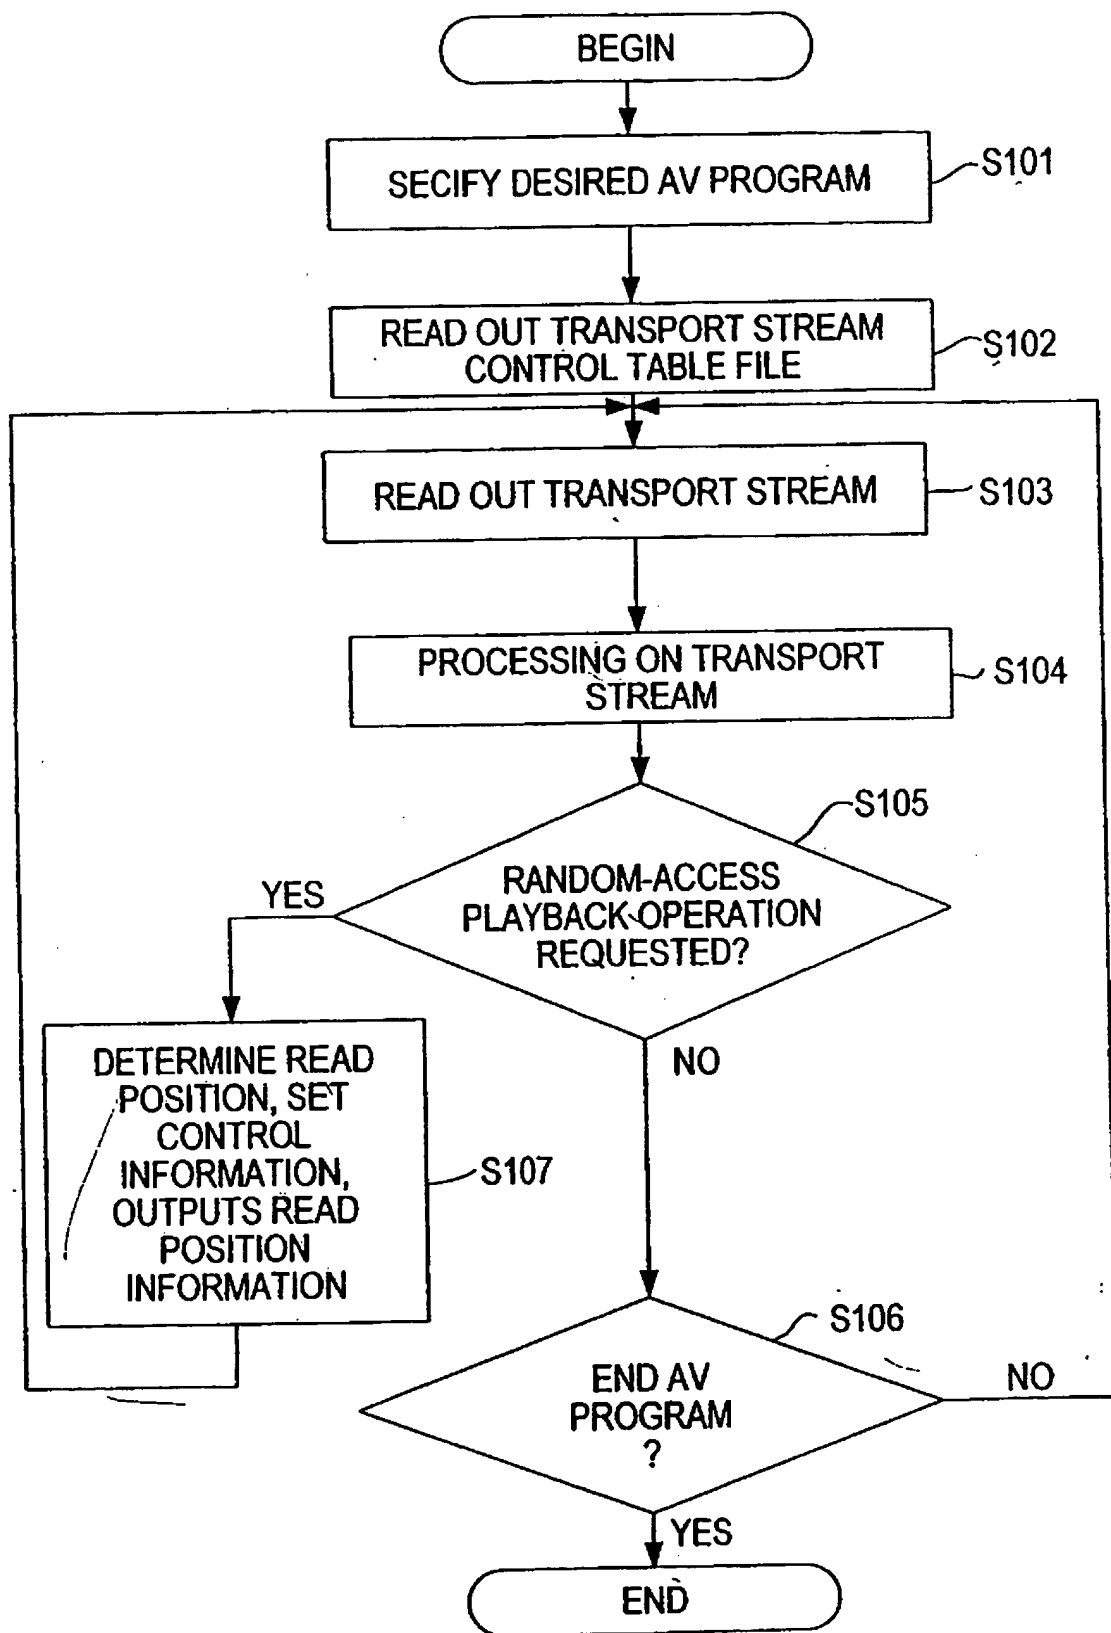 BEGIN
SECIFY DESIRED AV PROGRAM
S101
READ OUT TRANSPORT STREAM
CONTROL TABLE FILE
S102
READ OUT TRANSPORT STREAM
S103
PROCESSING ON TRANSPORT
STREAM
S104
S105
RANDOM-ACCESS
PLAYBACK OPERATION
REQUESTED?
YES
NO
DETERMINE READ
POSITION, SET
CONTROL
INFORMATION,
OUTPUTS READ
POSITION
INFORMATION
S107
S106
END AV
PROGRAM
?
NO
YES
END